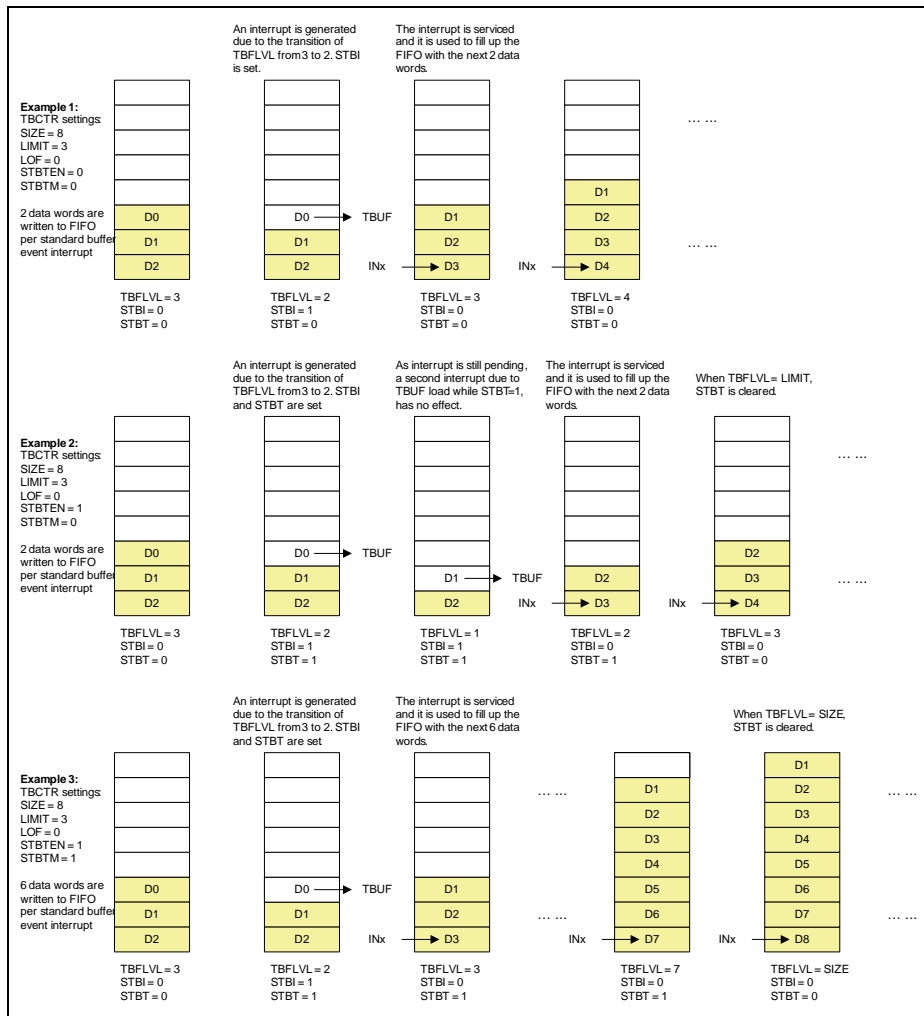 An interrupt is generated
due to the transition of
TBFLVL from 3 to 2. STBI
is set.
The interrupt is serviced
and it is used to fill up the
FIFO with the next 2 data
words.
Example 1:
TBCTR settings:
SIZE = 8
LIMIT = 3
LOF = 0
STBTEN = 0
STBTM = 0
2 data words are
written to FIFO
per standard buffer
event interrupt
... ...
D0
D1
D2
D0 TBUF
D1
D2
D1
D2
INx D3
D1
D2
D3
INx D4
... ...
TBFLVL = 3
STBI = 0
STBT = 0
TBFLVL = 2
STBI = 1
STBT = 0
TBFLVL = 3
STBI = 0
STBT = 0
TBFLVL = 4
STBI = 0
STBT = 0
An interrupt is generated
due to the transition of
TBFLVL from 3 to 2. STBI
and STBT are set
As interrupt is still pending,
a second interrupt due to
TBUF load while STBT=1,
has no effect.
The interrupt is serviced
and it is used to fill up the
FIFO with the next 2 data
words.
When TBFLVL = LIMIT,
STBT is cleared.
Example 2:
TBCTR settings:
SIZE = 8
LIMIT = 3
LOF = 0
STBTEN = 1
STBTM = 0
2 data words are
written to FIFO
per standard buffer
event interrupt
... ...
D0
D1
D2
D0 TBUF
D1
D2
D1 TBUF
D2
D2
INx D3
D2
D3
INx D4
... ...
TBFLVL = 3
STBI = 0
STBT = 0
TBFLVL = 2
STBI = 1
STBT = 1
TBFLVL = 1
STBI = 1
STBT = 1
TBFLVL = 2
STBI = 0
STBT = 1
TBFLVL = 3
STBI = 0
STBT = 0
An interrupt is generated
due to the transition of
TBFLVL from 3 to 2. STBI
and STBT are set
The interrupt is serviced
and it is used to fill up the
FIFO with the next 6 data
words.
When TBFLVL = SIZE,
STBT is cleared.
Example 3:
TBCTR settings:
SIZE = 8
LIMIT = 3
LOF = 0
STBTEN = 1
STBTM = 1
6 data words are
written to FIFO
per standard buffer
event interrupt
D0
D1
D2
D0 TBUF
D1
D2
D1
D2
INx D3
... ...
... ...
D1
D2
D3
D4
D5
D6
INx D7
D1
D2
D3
D4
D5
D6
D7
INx D8
... ...
... ...
TBFLVL = 3
STBI = 0
STBT = 0
TBFLVL = 2
STBI = 1
STBT = 1
TBFLVL = 3
STBI = 0
STBT = 1
TBFLVL = 7
STBI = 0
STBT = 1
TBFLVL = SIZE
STBI = 0
STBT = 0